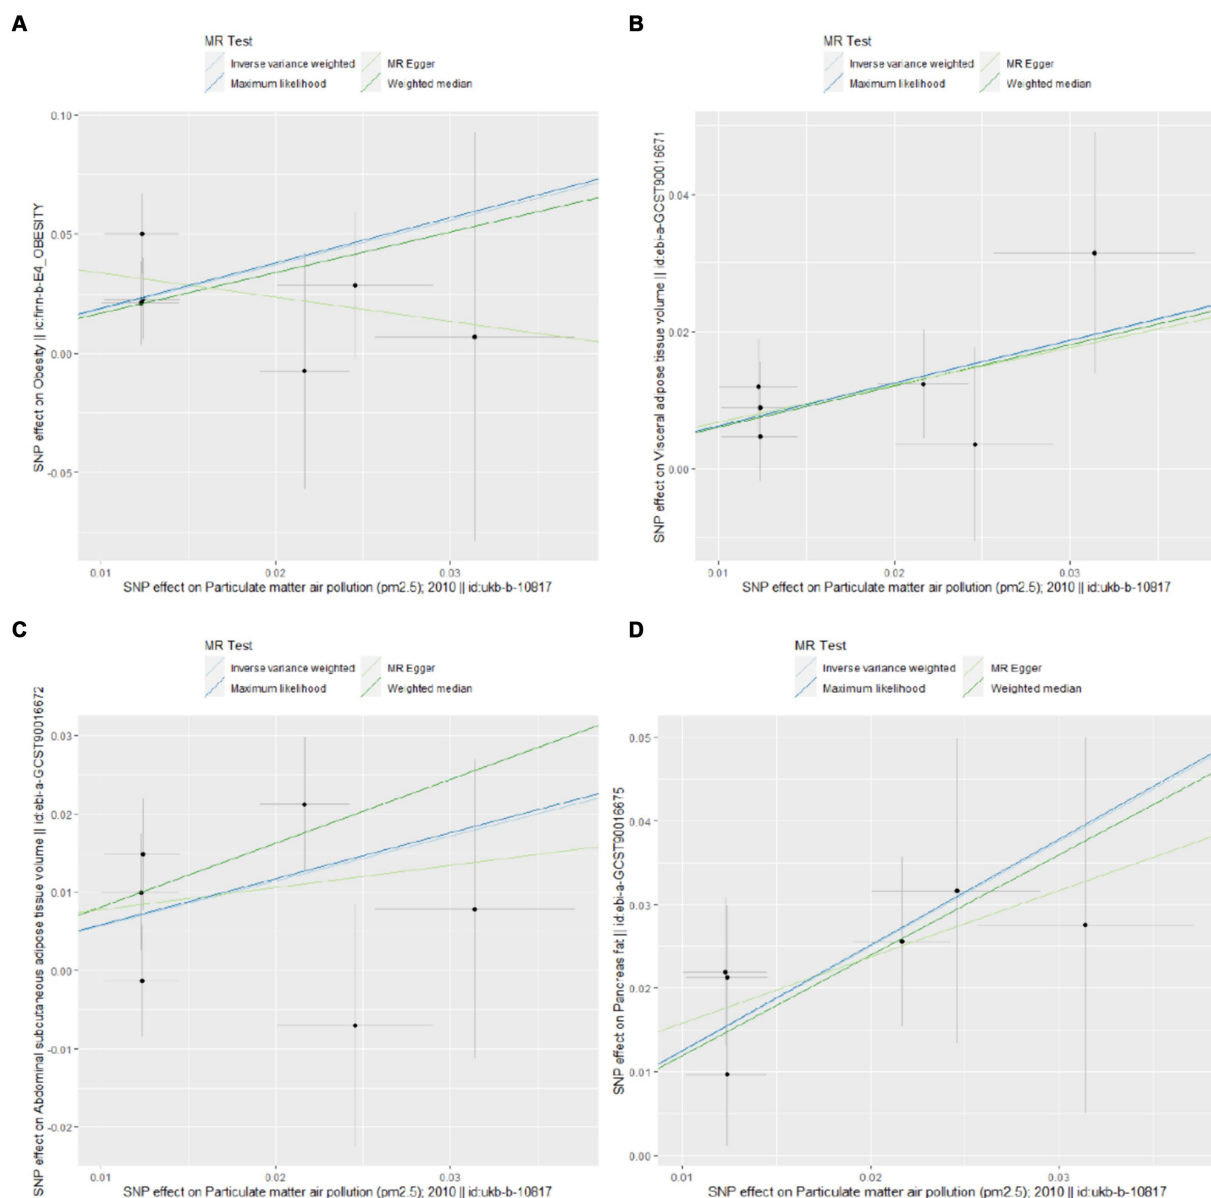 A
MR Test
Inverse variance weighted
MR Egger
Maximum likelihood
Weighted median
0.10
0.05
0.00
-0.05
SNP effect on Obesity || id:finn-b-E4_OBESITY
0.01
0.02
0.03
SNP effect on Particulate matter air pollution (pm2.5); 2010 || id:ukb-b-10817
B
MR Test
Inverse variance weighted
MR Egger
Maximum likelihood
Weighted median
0.04
0.02
0.00
SNP effect on Visceral adipose tissue volume || id:ebi-a-GCST90016671
0.01
0.02
0.03
SNP effect on Particulate matter air pollution (pm2.5); 2010 || id:ukb-b-10817
C
MR Test
Inverse variance weighted
MR Egger
Maximum likelihood
Weighted median
0.03
0.02
0.01
0.00
-0.01
-0.02
SNP effect on Abdominal subcutaneous adipose tissue volume || id:ebi-a-GCST90016672
0.01
0.02
0.03
SNP effect on Particulate matter air pollution (pm2.5); 2010 || id:ukb-b-10817
D
MR Test
Inverse variance weighted
MR Egger
Maximum likelihood
Weighted median
0.05
0.04
0.03
0.02
0.01
0.00
SNP effect on Pancreas fat || id:ebi-a-GCST90016675
0.01
0.02
0.03
SNP effect on Particulate matter air pollution (pm2.5); 2010 || id:ukb-b-10817